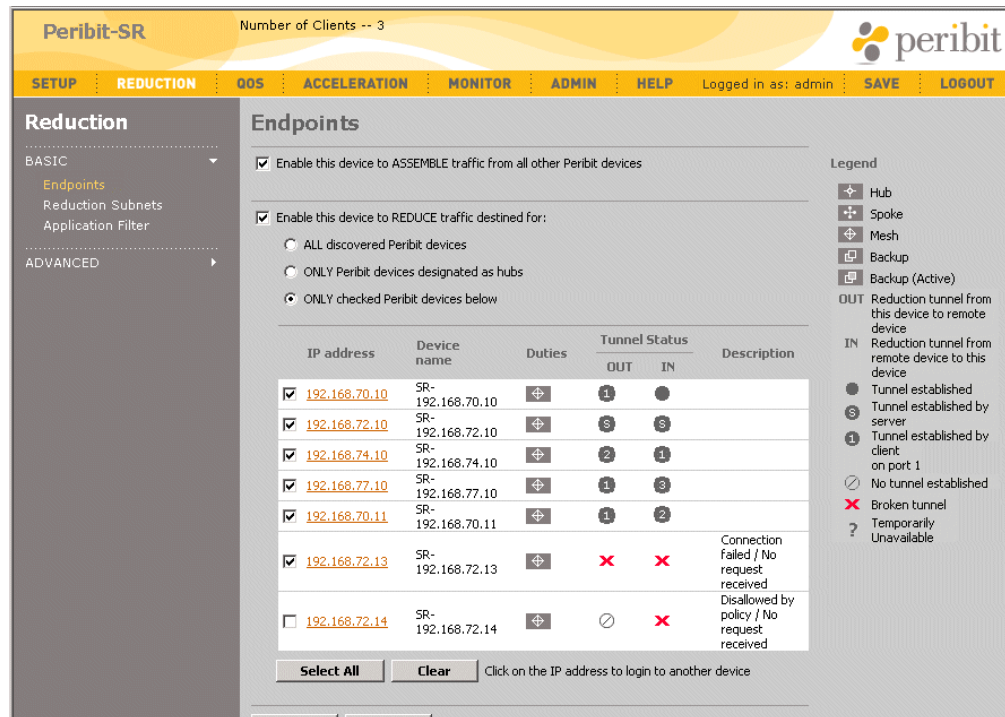 Peribit-SR
Number of Clients -- 3
peribit
SETUP REDUCTION QOS ACCELERATION MONITOR ADMIN HELP Logged in as: admin SAVE LOGOUT
Reduction
BASIC
Endpoints
Reduction Subnets
Application Filter
ADVANCED
Endpoints
Enable this device to ASSEMBLE traffic from all other Peribit devices
Enable this device to REDUCE traffic destined for:
ALL discovered Peribit devices
ONLY Peribit devices designated as hubs
ONLY checked Peribit devices below
IP address
Device
name
Duties
Tunnel Status
OUT IN
Description
192.168.70.10
SR-
192.168.70.10
1
192.168.72.10
SR-
192.168.72.10
S S
192.168.74.10
SR-
192.168.74.10
2 1
192.168.77.10
SR-
192.168.77.10
1 3
192.168.70.11
SR-
192.168.70.11
1 2
192.168.72.13
SR-
192.168.72.13
Connection
failed / No
request
received
192.168.72.14
SR-
192.168.72.14
Disallowed by
policy / No
request
received
Select All Clear Click on the IP address to login to another device
Legend
Hub
Spoke
Mesh
Backup
Backup (Active)
OUT Reduction tunnel from
this device to remote
device
IN Reduction tunnel from
remote device to this
device
Tunnel established
S Tunnel established by
server
1 Tunnel established by
client
on port 1
No tunnel established
Broken tunnel
? Temporarily
Unavailable